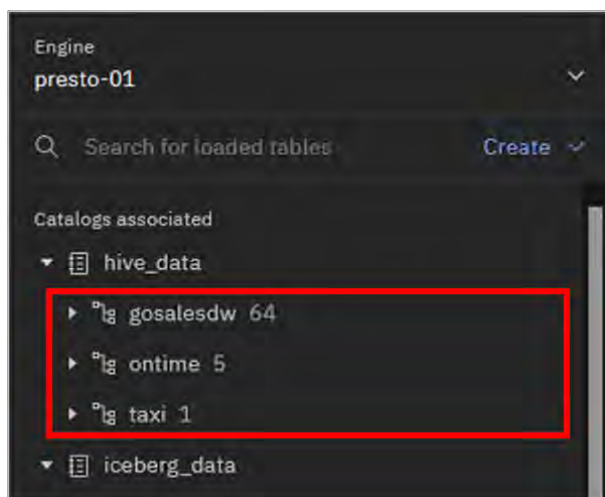 Engine
presto-01
Search for loaded tables Create
Catalogs associated
hive_data
gosalesdw 64
ontime 5
taxi 1
iceberg_data